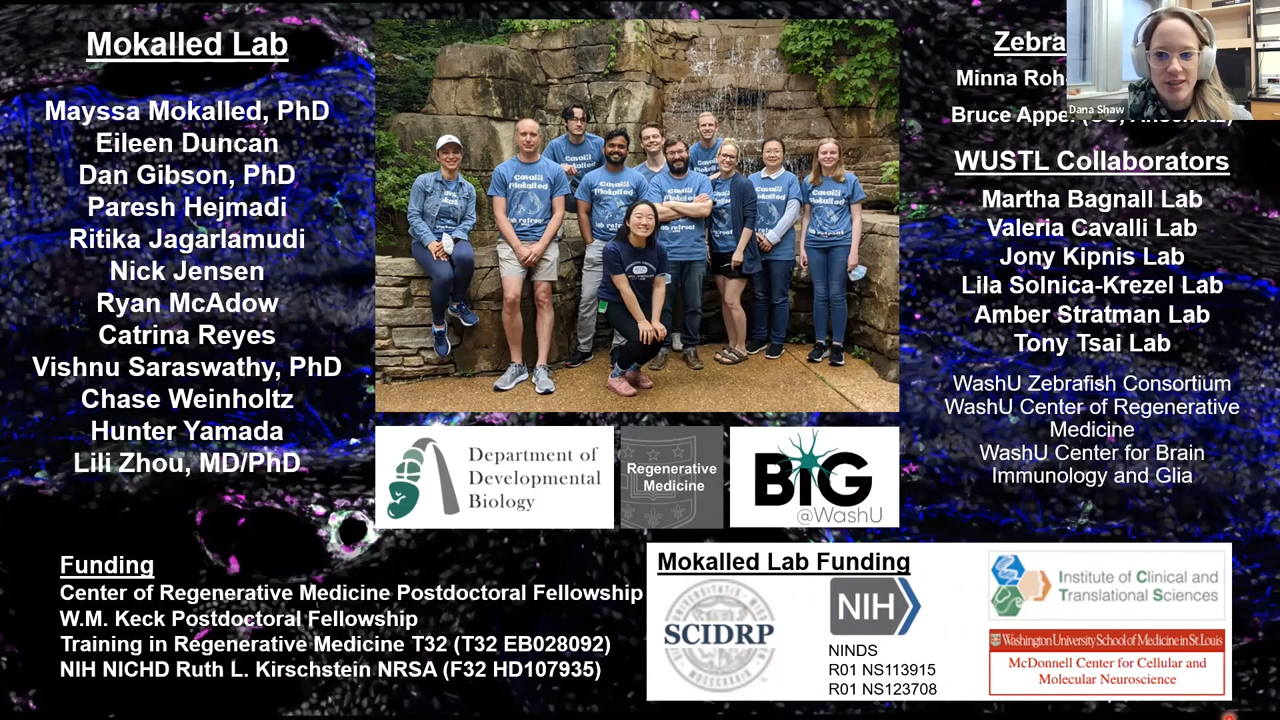 Mokalled Lab
Mayssa Mokalled, PhD
Eileen Duncan
Dan Gibson, PhD
Paresh Hejmadi
Ritika Jagarlamudi
Nick Jensen
Ryan McAdow
Catrina Reyes
Vishnu Saraswathy, PhD
Chase Weinholtz
Hunter Yamada
Lili Zhou, MD/PhD
Cavalli
Mokalled
lab retreat
Department of
Developmental
Biology
Regenerative
Medicine
BIG
@WashU
Zebra
Minna Roh-
Dana Shaw
Bruce Appel
WUSTL Collaborators
Martha Bagnall Lab
Valeria Cavalli Lab
Jony Kipnis Lab
Lila Solnica-Krezel Lab
Amber Stratman Lab
Tony Tsai Lab
WashU Zebrafish Consortium
WashU Center of Regenerative
Medicine
WashU Center for Brain
Immunology and Glia
Funding
Center of Regenerative Medicine Postdoctoral Fellowship
W.M. Keck Postdoctoral Fellowship
Training in Regenerative Medicine T32 (T32 EB028092)
NIH NICHD Ruth L. Kirschstein NRSA (F32 HD107935)
Mokalled Lab Funding
SCIDRP
NIH
NINDS
R01 NS113915
R01 NS123708
Institute of Clinical and
Translational Sciences
I
C
T
S
Washington University School of Medicine in St. Louis
McDonnell Center for Cellular and
Molecular Neuroscience